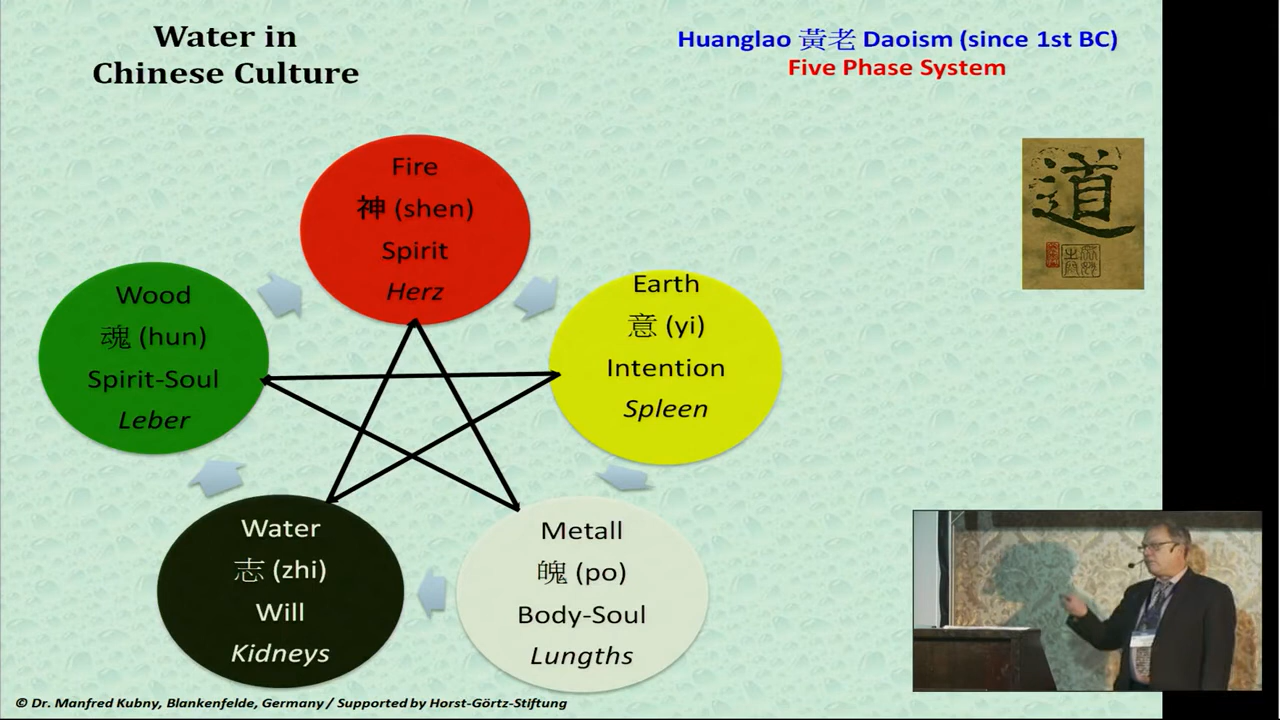 Water in
Chinese Culture
Huanglao 黃老 Daoism (since 1st BC)
Five Phase System
Fire
神 (shen)
Spirit
Herz
Earth
意 (yi)
Intention
Spleen
Metall
魄 (po)
Body-Soul
Lungths
Water
志 (zhi)
Will
Kidneys
Wood
魂 (hun)
Spirit-Soul
Leber
道
© Dr. Manfred Kubny, Blankenfelde, Germany / Supported by Horst-Görtz-Stiftung